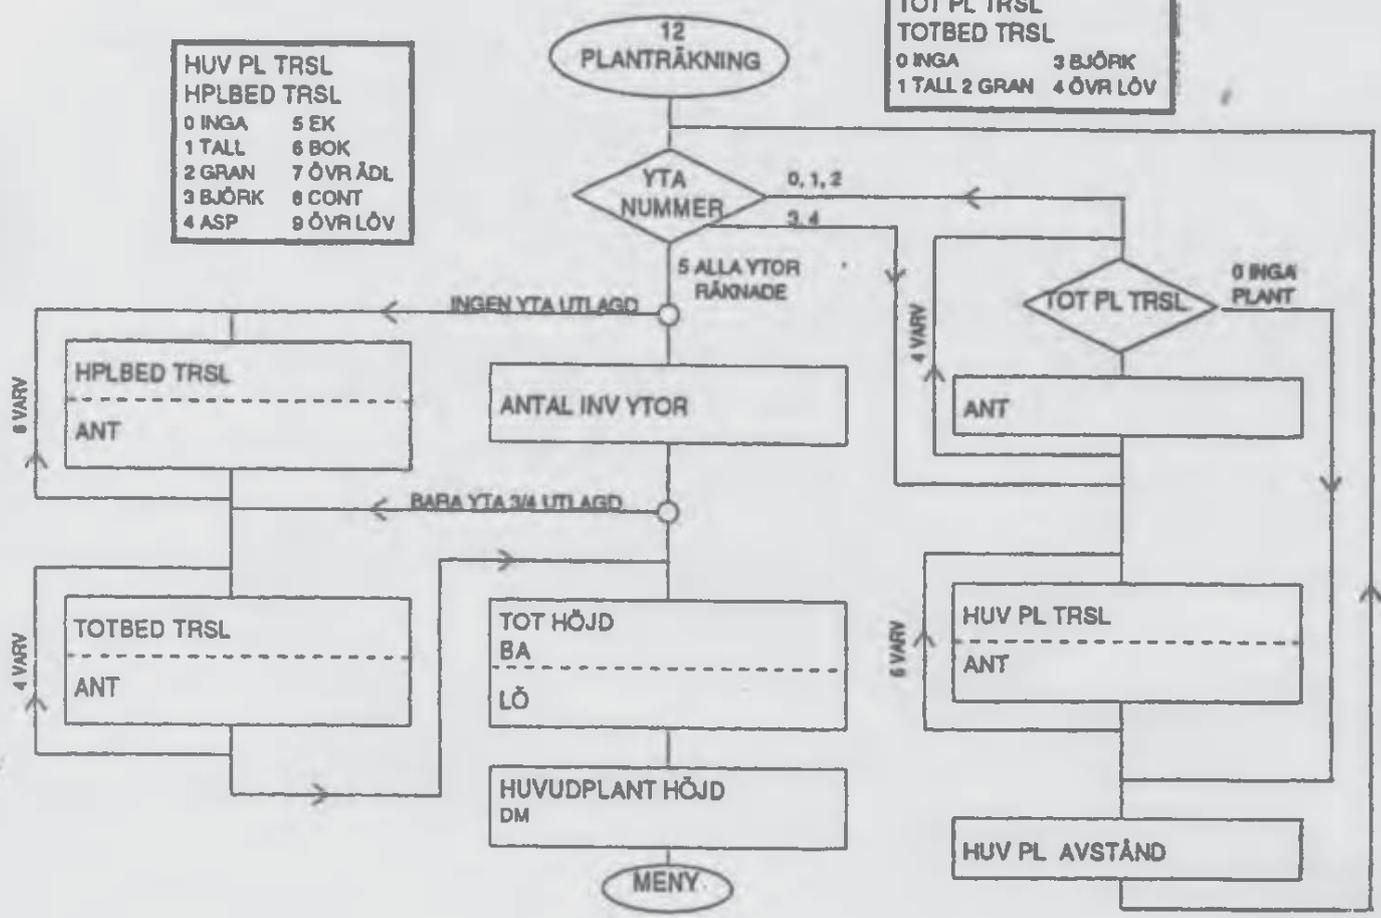 TOT PL TRSL
TOTBED TRSL
0 INGA 3 BJÖRK
1 TALL 2 GRAN 4 ÖVR LÖV
12
PLANTRÄKNING
HUV PL TRSL
HPLBED TRSL
0 INGA 5 EK
1 TALL 6 BOK
2 GRAN 7 ÖVR ÄDL
3 BJÖRK 8 CONT
4 ASP 9 ÖVR LÖV
YTA
NUMMER
0, 1, 2
3, 4
5 ALLA YTOR
RÄKNADE
INGEN YTA UTLAGD
TOT PL TRSL
0 INGA
PLANT
4 VARV
ANT
HPLBED TRSL
ANT
6 VARV
ANTAL INV YTOR
BARA YTA 3/4 UTLAGD
TOTBED TRSL
ANT
4 VARV
TOT HÖJD
BA
LÖ
HUV PL TRSL
ANT
6 VARV
HUVUDPLANT HÖJD
DM
HUV PL AVSTÅND
MENY